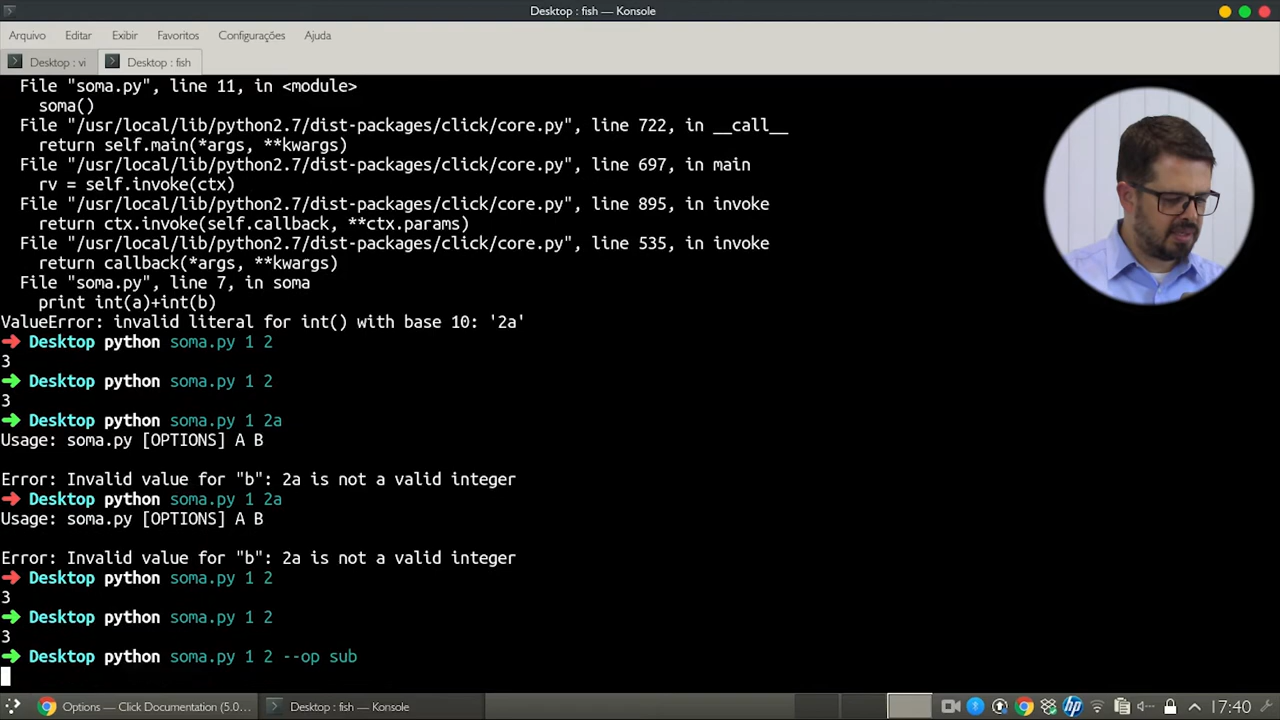 Desktop : fish — Konsole
Arquivo Editar Exibir Favoritos Configurações Ajuda
Desktop : vi Desktop : fish
File "soma.py", line 11, in <module>
soma()
File "/usr/local/lib/python2.7/dist-packages/click/core.py", line 722, in __call__
return self.main(*args, **kwargs)
File "/usr/local/lib/python2.7/dist-packages/click/core.py", line 697, in main
rv = self.invoke(ctx)
File "/usr/local/lib/python2.7/dist-packages/click/core.py", line 895, in invoke
return ctx.invoke(self.callback, **ctx.params)
File "/usr/local/lib/python2.7/dist-packages/click/core.py", line 535, in invoke
return callback(*args, **kwargs)
File "soma.py", line 7, in soma
print int(a)+int(b)
ValueError: invalid literal for int() with base 10: '2a'
➜ Desktop python soma.py 1 2
3
➜ Desktop python soma.py 1 2
3
➜ Desktop python soma.py 1 2a
Usage: soma.py [OPTIONS] A B
Error: Invalid value for "b": 2a is not a valid integer
➜ Desktop python soma.py 1 2a
Usage: soma.py [OPTIONS] A B
Error: Invalid value for "b": 2a is not a valid integer
➜ Desktop python soma.py 1 2
3
➜ Desktop python soma.py 1 2
3
➜ Desktop python soma.py 1 2 --op sub
Options — Click Documentation (5.0... Desktop : fish — Konsole hp 17:40